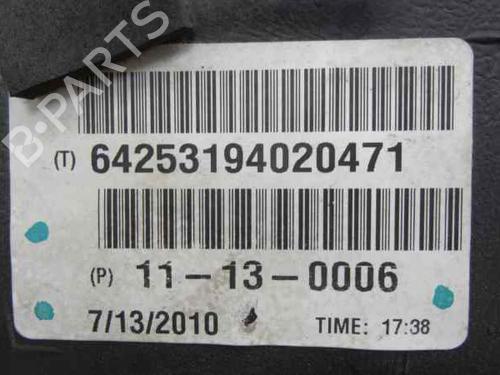 B-PARTS
(T) 64253194020471
(P) 11-13-0006
7/13/2010 TIME: 17:38